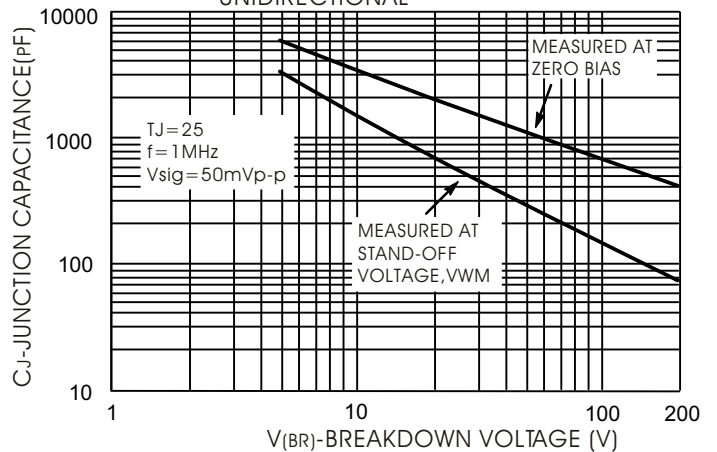 UNIDIRECTIONAL
10000
1000
100
10
CJ-JUNCTION CAPACITANCE(PF)
MEASURED AT
ZERO BIAS
TJ=25
f=1MHz
Vsig=50mVp-p
MEASURED AT
STAND-OFF
VOLTAGE,VWM
1 10 100 200
V(BR)-BREAKDOWN VOLTAGE (V)